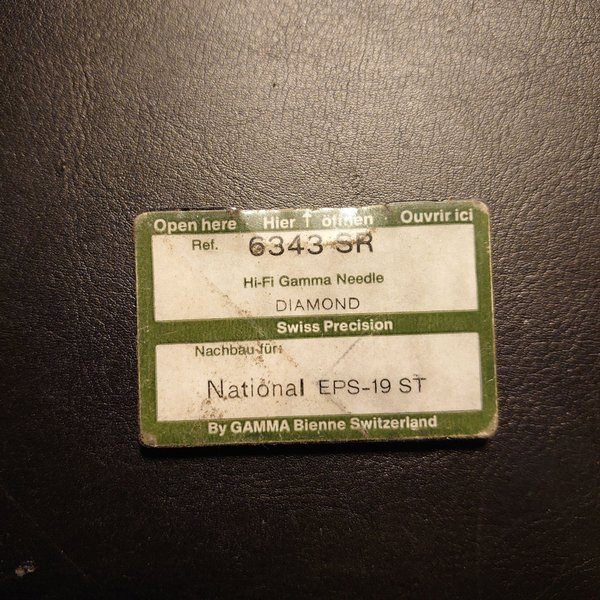 Open here Hier ↑ öffnen Ouvrir ici
Ref. 6343 SR
Hi-Fi Gamma Needle
DIAMOND
Swiss Precision
Nachbau für:
National EPS-19 ST
By GAMMA Bienne Switzerland